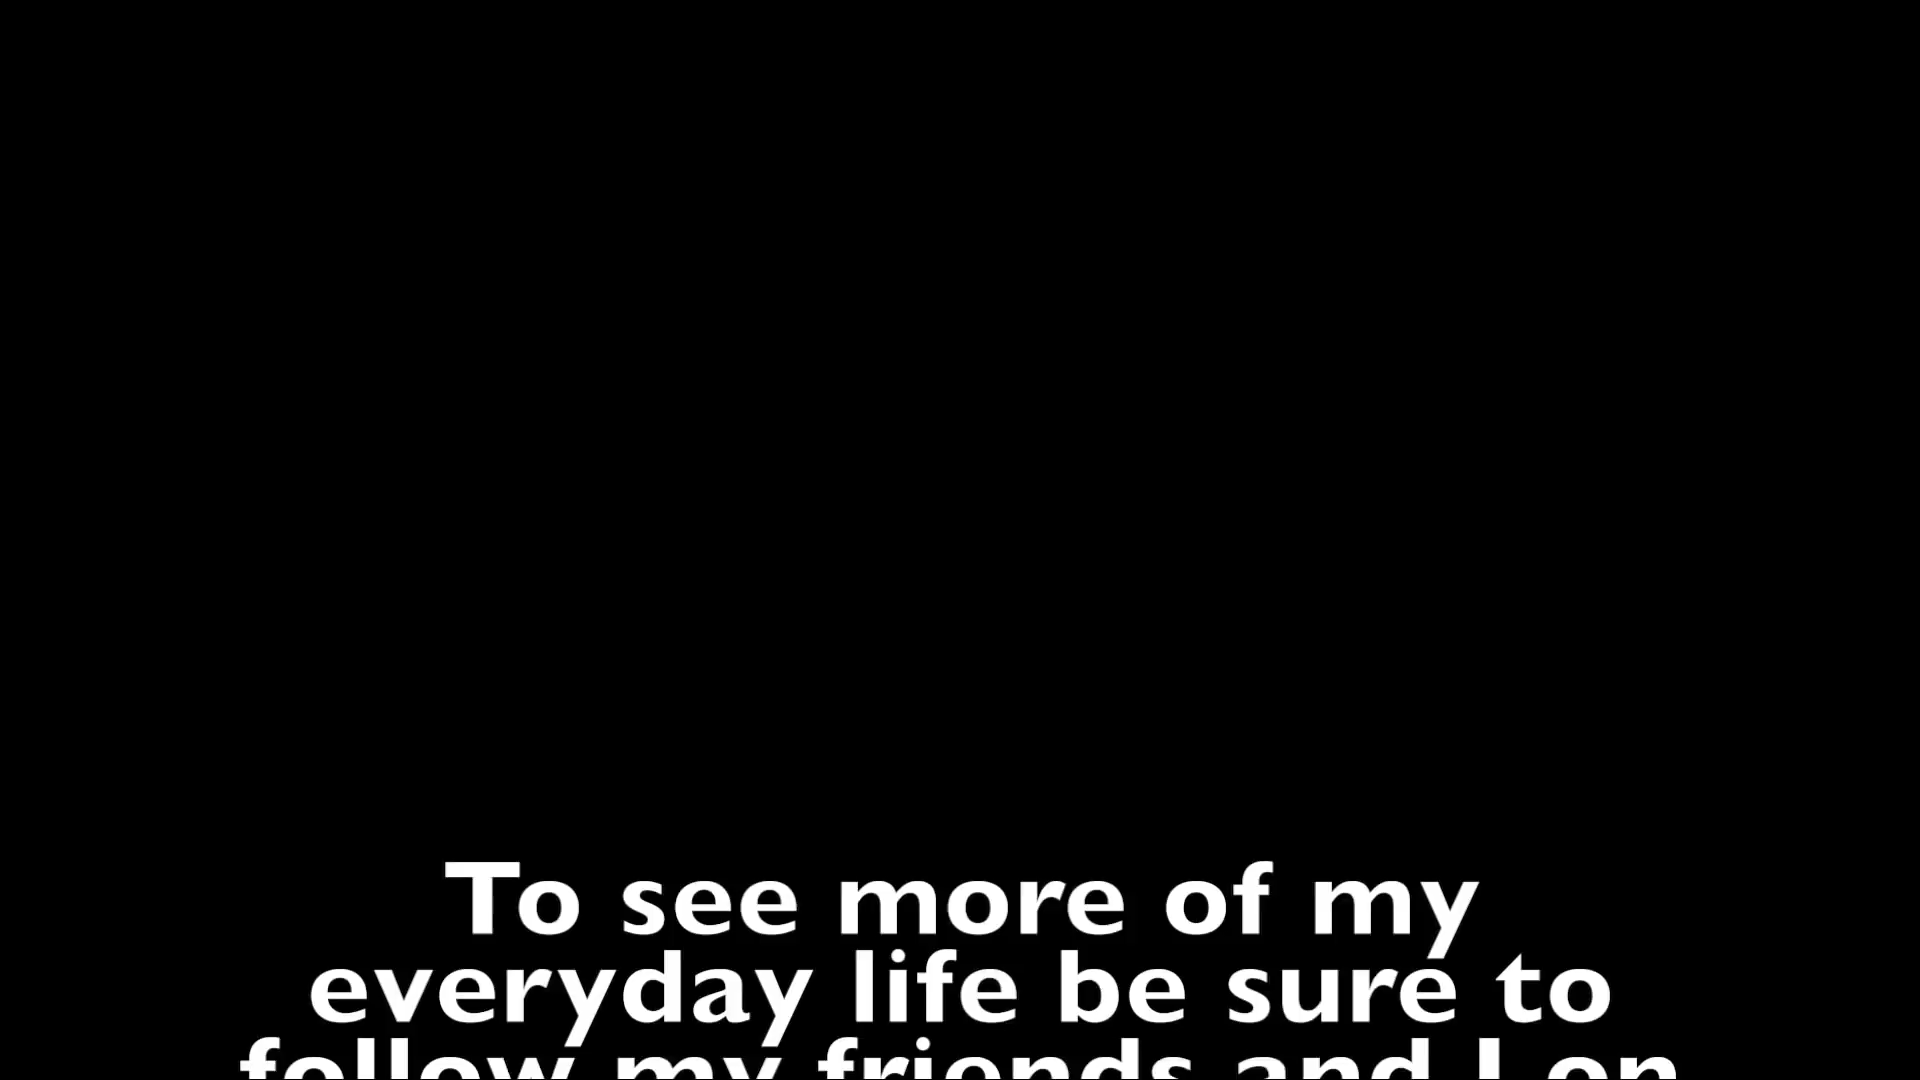 To see more of my
everyday life be sure to
follow my friends and I on